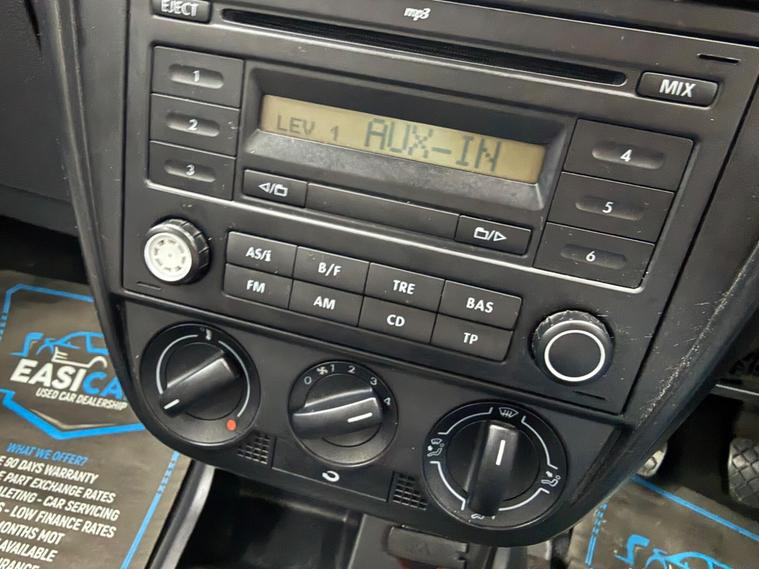 EJECT
mp3
MIX
1
2
3
LEV 1 AUX-IN
4
5
6
AS/i
B/F
TRE
BAS
FM
AM
CD
TP
0 1 2 3 4
EASICA
USED CAR DEALERSHIP
WHAT WE OFFER?
90 DAYS WARRANTY
PART EXCHANGE RATES
LETING - CAR SERVICING
- LOW FINANCE RATES
MONTHS MOT
AVAILABLE